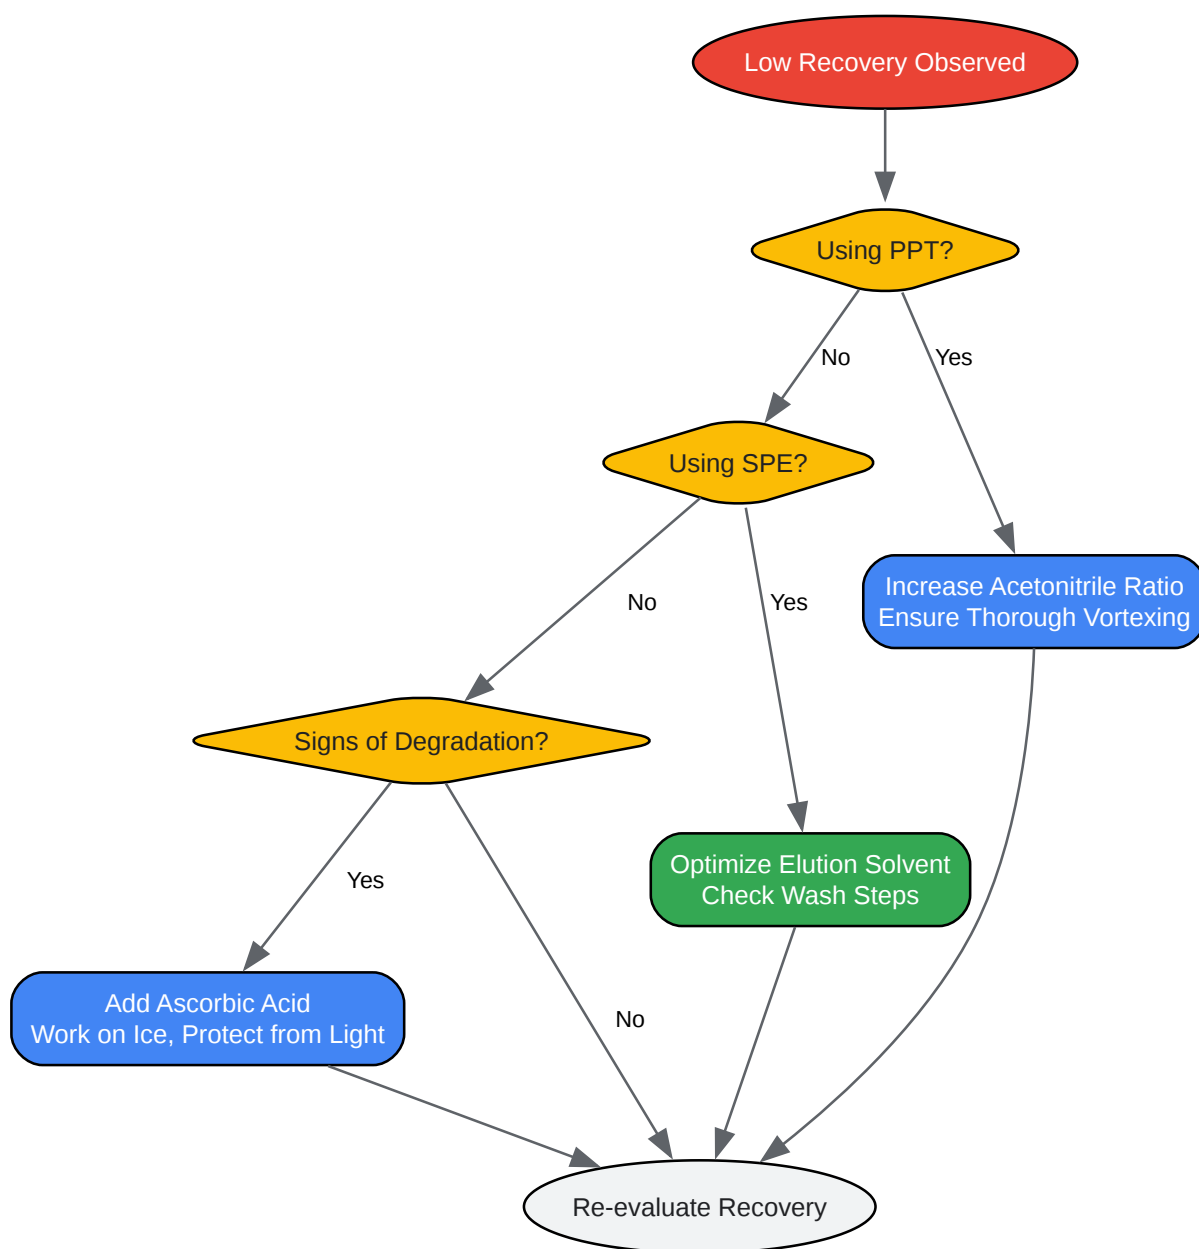 Low Recovery Observed
Using PPT?
No
Yes
Using SPE?
Increase Acetonitrile Ratio
Ensure Thorough Vortexing
No
Yes
Signs of Degradation?
Optimize Elution Solvent
Check Wash Steps
Yes
Add Ascorbic Acid
Work on Ice, Protect from Light
No
Re-evaluate Recovery